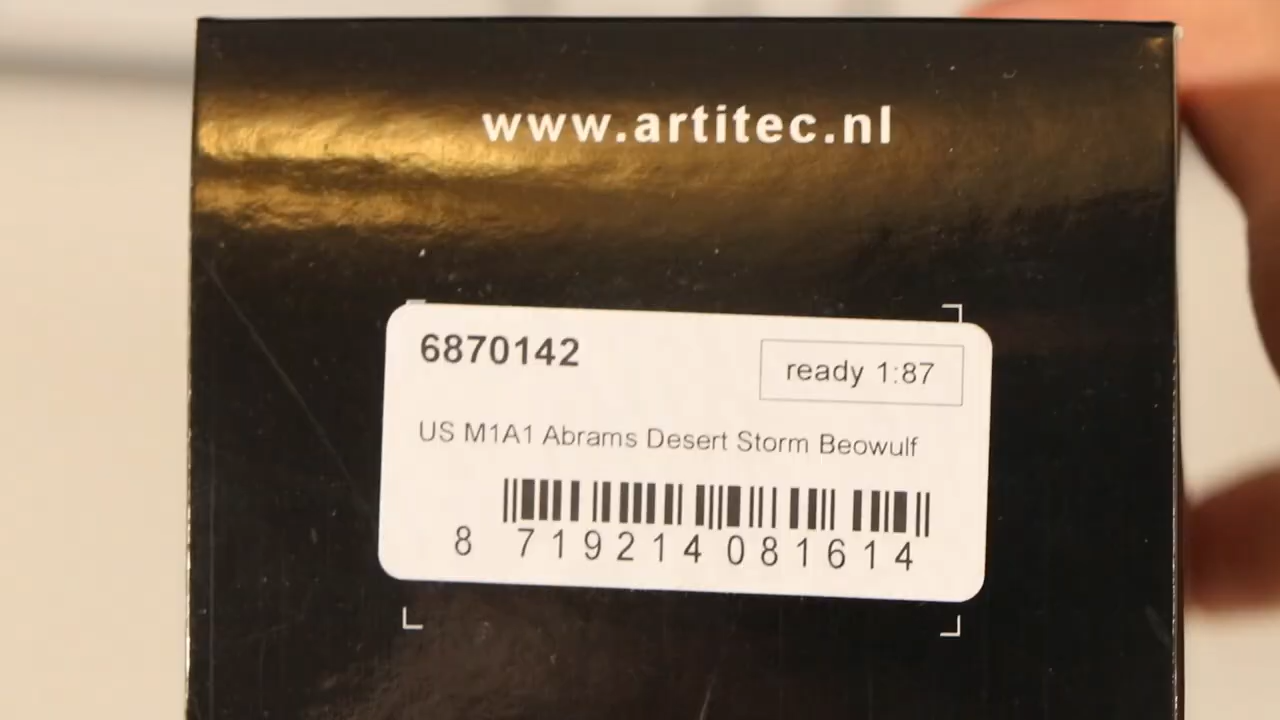 www.artitec.nl
6870142
ready 1:87
US M1A1 Abrams Desert Storm Beowulf
8 719214 081614